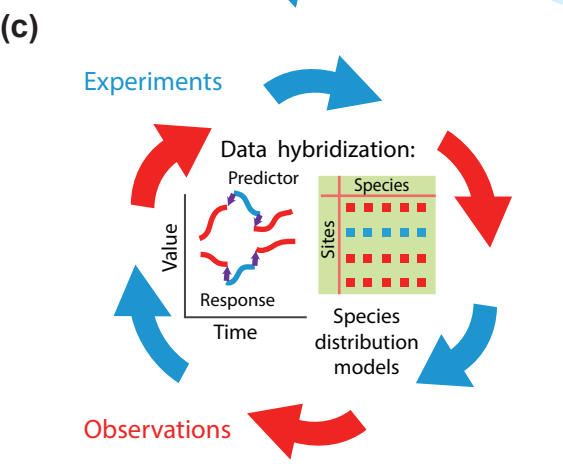 (c)
Experiments
Data hybridization:
Predictor
Species
Sites
Value
Response
Time
Species
distribution
models
Observations